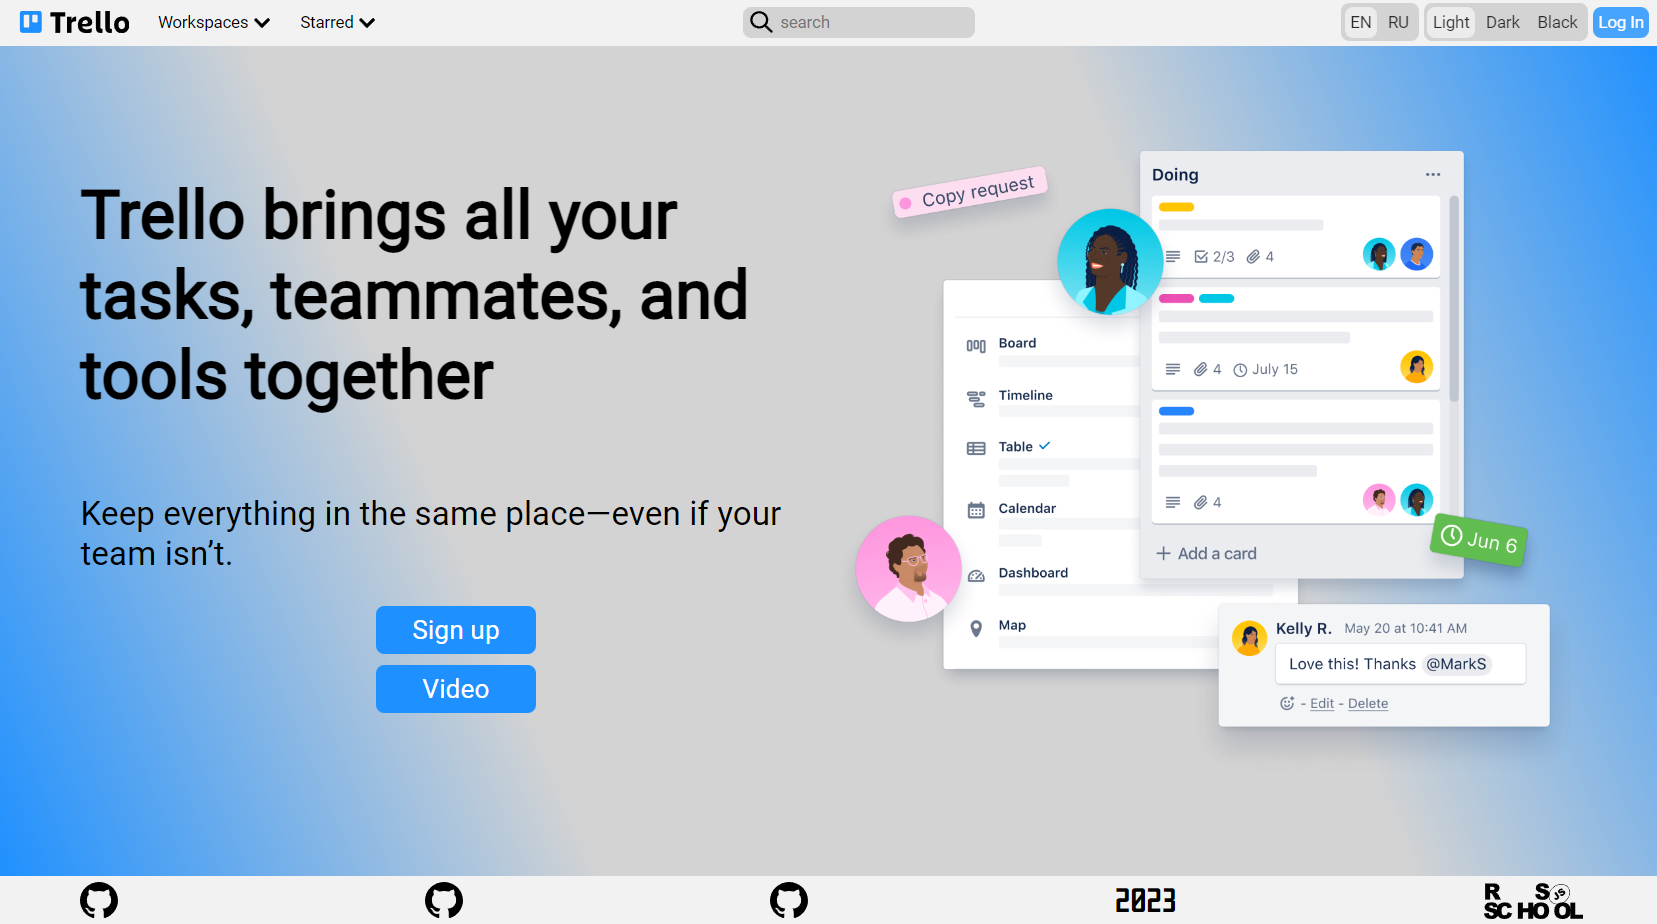 Trello
Workspaces
Starred
search
EN RU
Light Dark Black
Log In
Trello brings all your
tasks, teammates, and
tools together
Keep everything in the same place—even if your
team isn’t.
Sign up
Video
Copy request
Board
Timeline
Table
Calendar
Dashboard
Map
Doing
2/3 4
4 July 15
4
Add a card
Jun 6
Kelly R. May 20 at 10:41 AM
Love this! Thanks @MarkS
- Edit - Delete
2023
RS
SCHOOL
JS